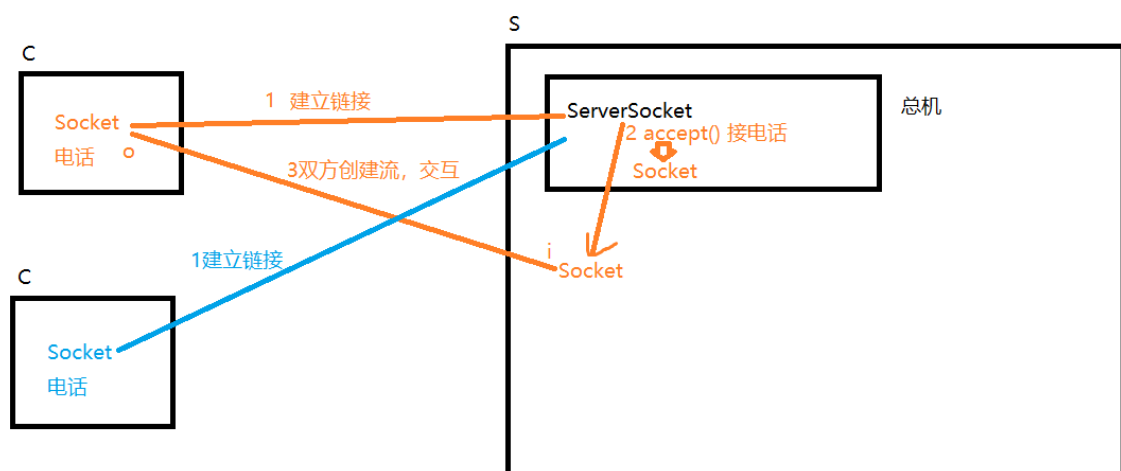 S
C
ServerSocket
总机
1 建立链接
2 accept() 接电话
Socket
电话
o
Socket
3双方创建流，交互
i
Socket
1建立链接
C
Socket
电话